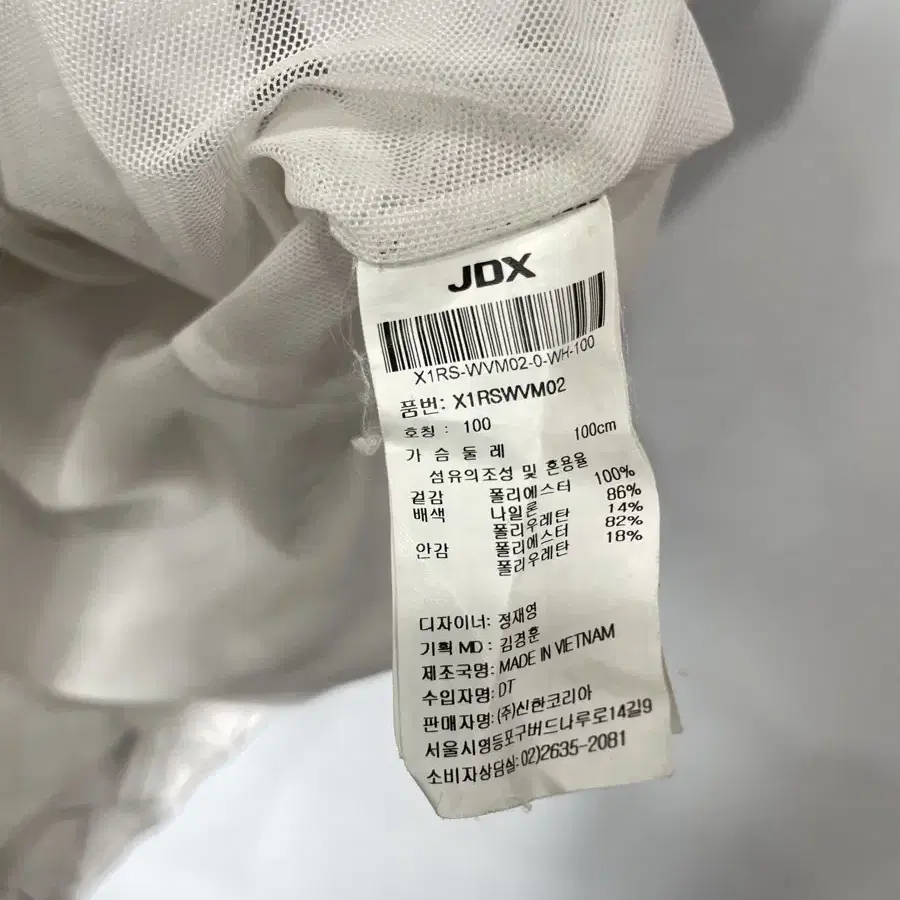 JDX
X1RS-WVM02-0-WH-100
품번: X1RSWVM02
호칭 : 100
가 슴 둘 레 100cm
섬유의조성 및 혼용율
겉감 폴리에스터 100%
배색 나일론 86%
폴리우레탄 14%
안감 폴리에스터 82%
폴리우레탄 18%
디자이너: 정재영
기획 MD : 김경훈
제조국명: MADE IN VIETNAM
수입자명: DT
판매자명: (주)신한코리아
서울시영등포구버드나루로14길9
소비자상담실: 02)2635-2081